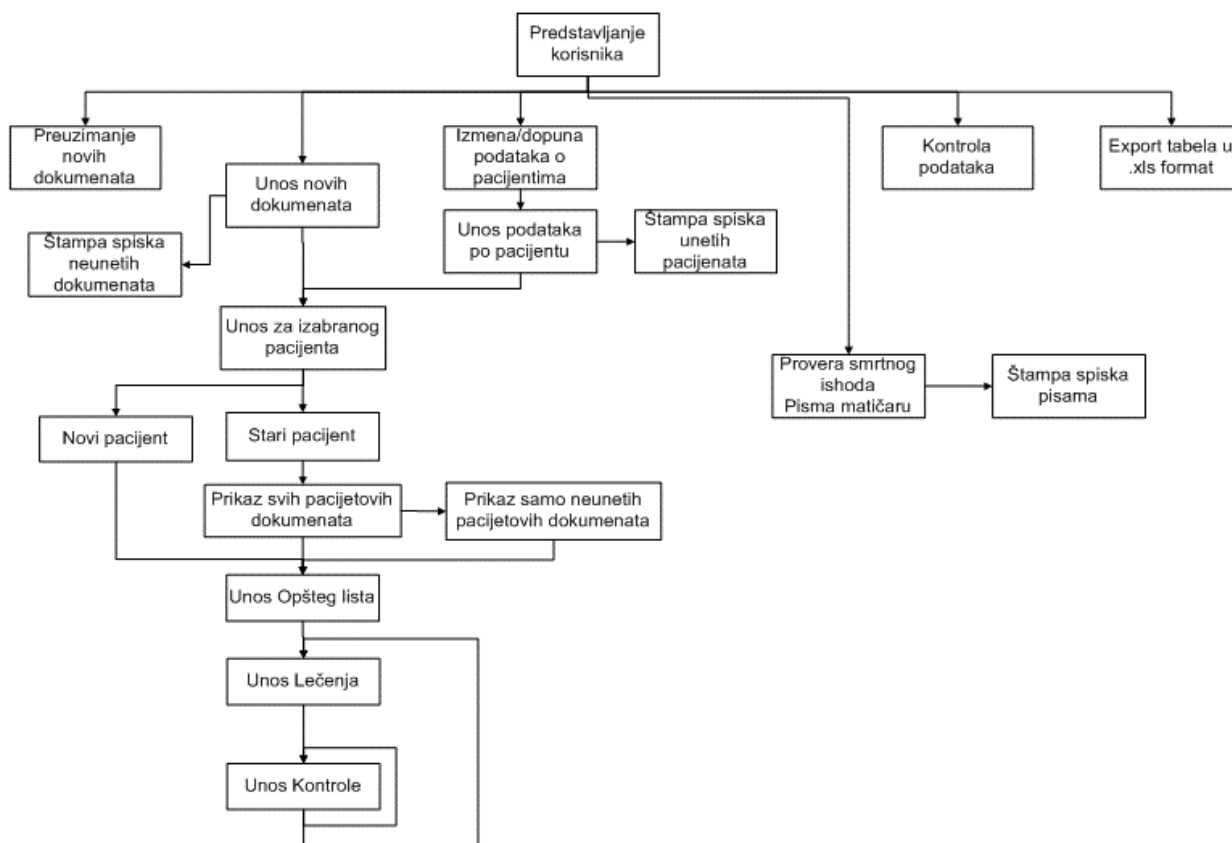 Predstavljanje
korisnika
Preuzimanje
novih
dokumenata
Unos novih
dokumenata
Izmena/dopuna
podataka o
pacijentima
Kontrola
podataka
Export tabela u
.xls format
Štampa spiska
neunetih
dokumenata
Unos podataka
po pacijentu
Štampa spiska
unetih
pacijenata
Unos za izabranog
pacijenta
Provera smrtnog
ishoda
Pisma matičaru
Štampa spiska
pisama
Novi pacijent
Stari pacijent
Prikaz svih pacijetovih
dokumenata
Prikaz samo neunetih
pacijetovih dokumenata
Unos Opšteg lista
Unos Lečenja
Unos Kontrole